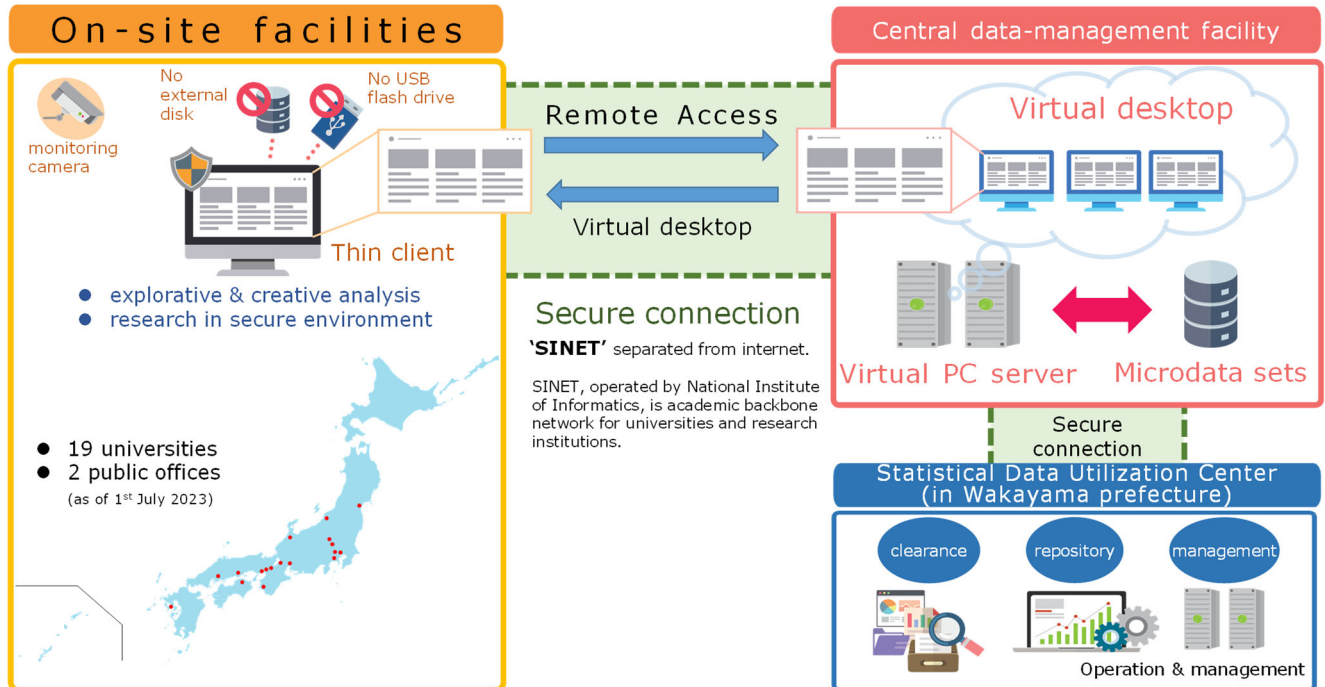 On-site facilities
monitoring
camera
No
external
disk
No USB
flash drive
Thin client
● explorative & creative analysis
● research in secure environment
● 19 universities
● 2 public offices
(as of 1st July 2023)
Remote Access
Virtual desktop
Secure connection
‘SINET’ separated from internet.
SINET, operated by National Institute
of Informatics, is academic backbone
network for universities and research
institutions.
Central data-management facility
Virtual desktop
Virtual PC server
Microdata sets
Secure
connection
Statistical Data Utilization Center
(in Wakayama prefecture)
clearance
repository
management
Operation & management